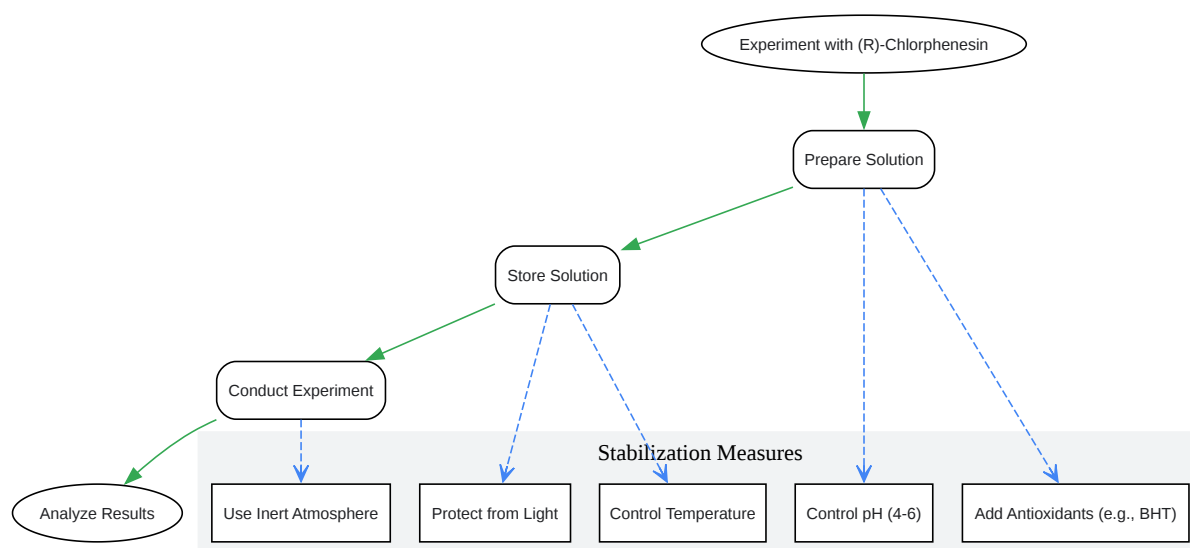 Experiment with (R)-Chlorphenesin
Prepare Solution
Store Solution
Conduct Experiment
Stabilization Measures
Analyze Results
Use Inert Atmosphere
Protect from Light
Control Temperature
Control pH (4-6)
Add Antioxidants (e.g., BHT)